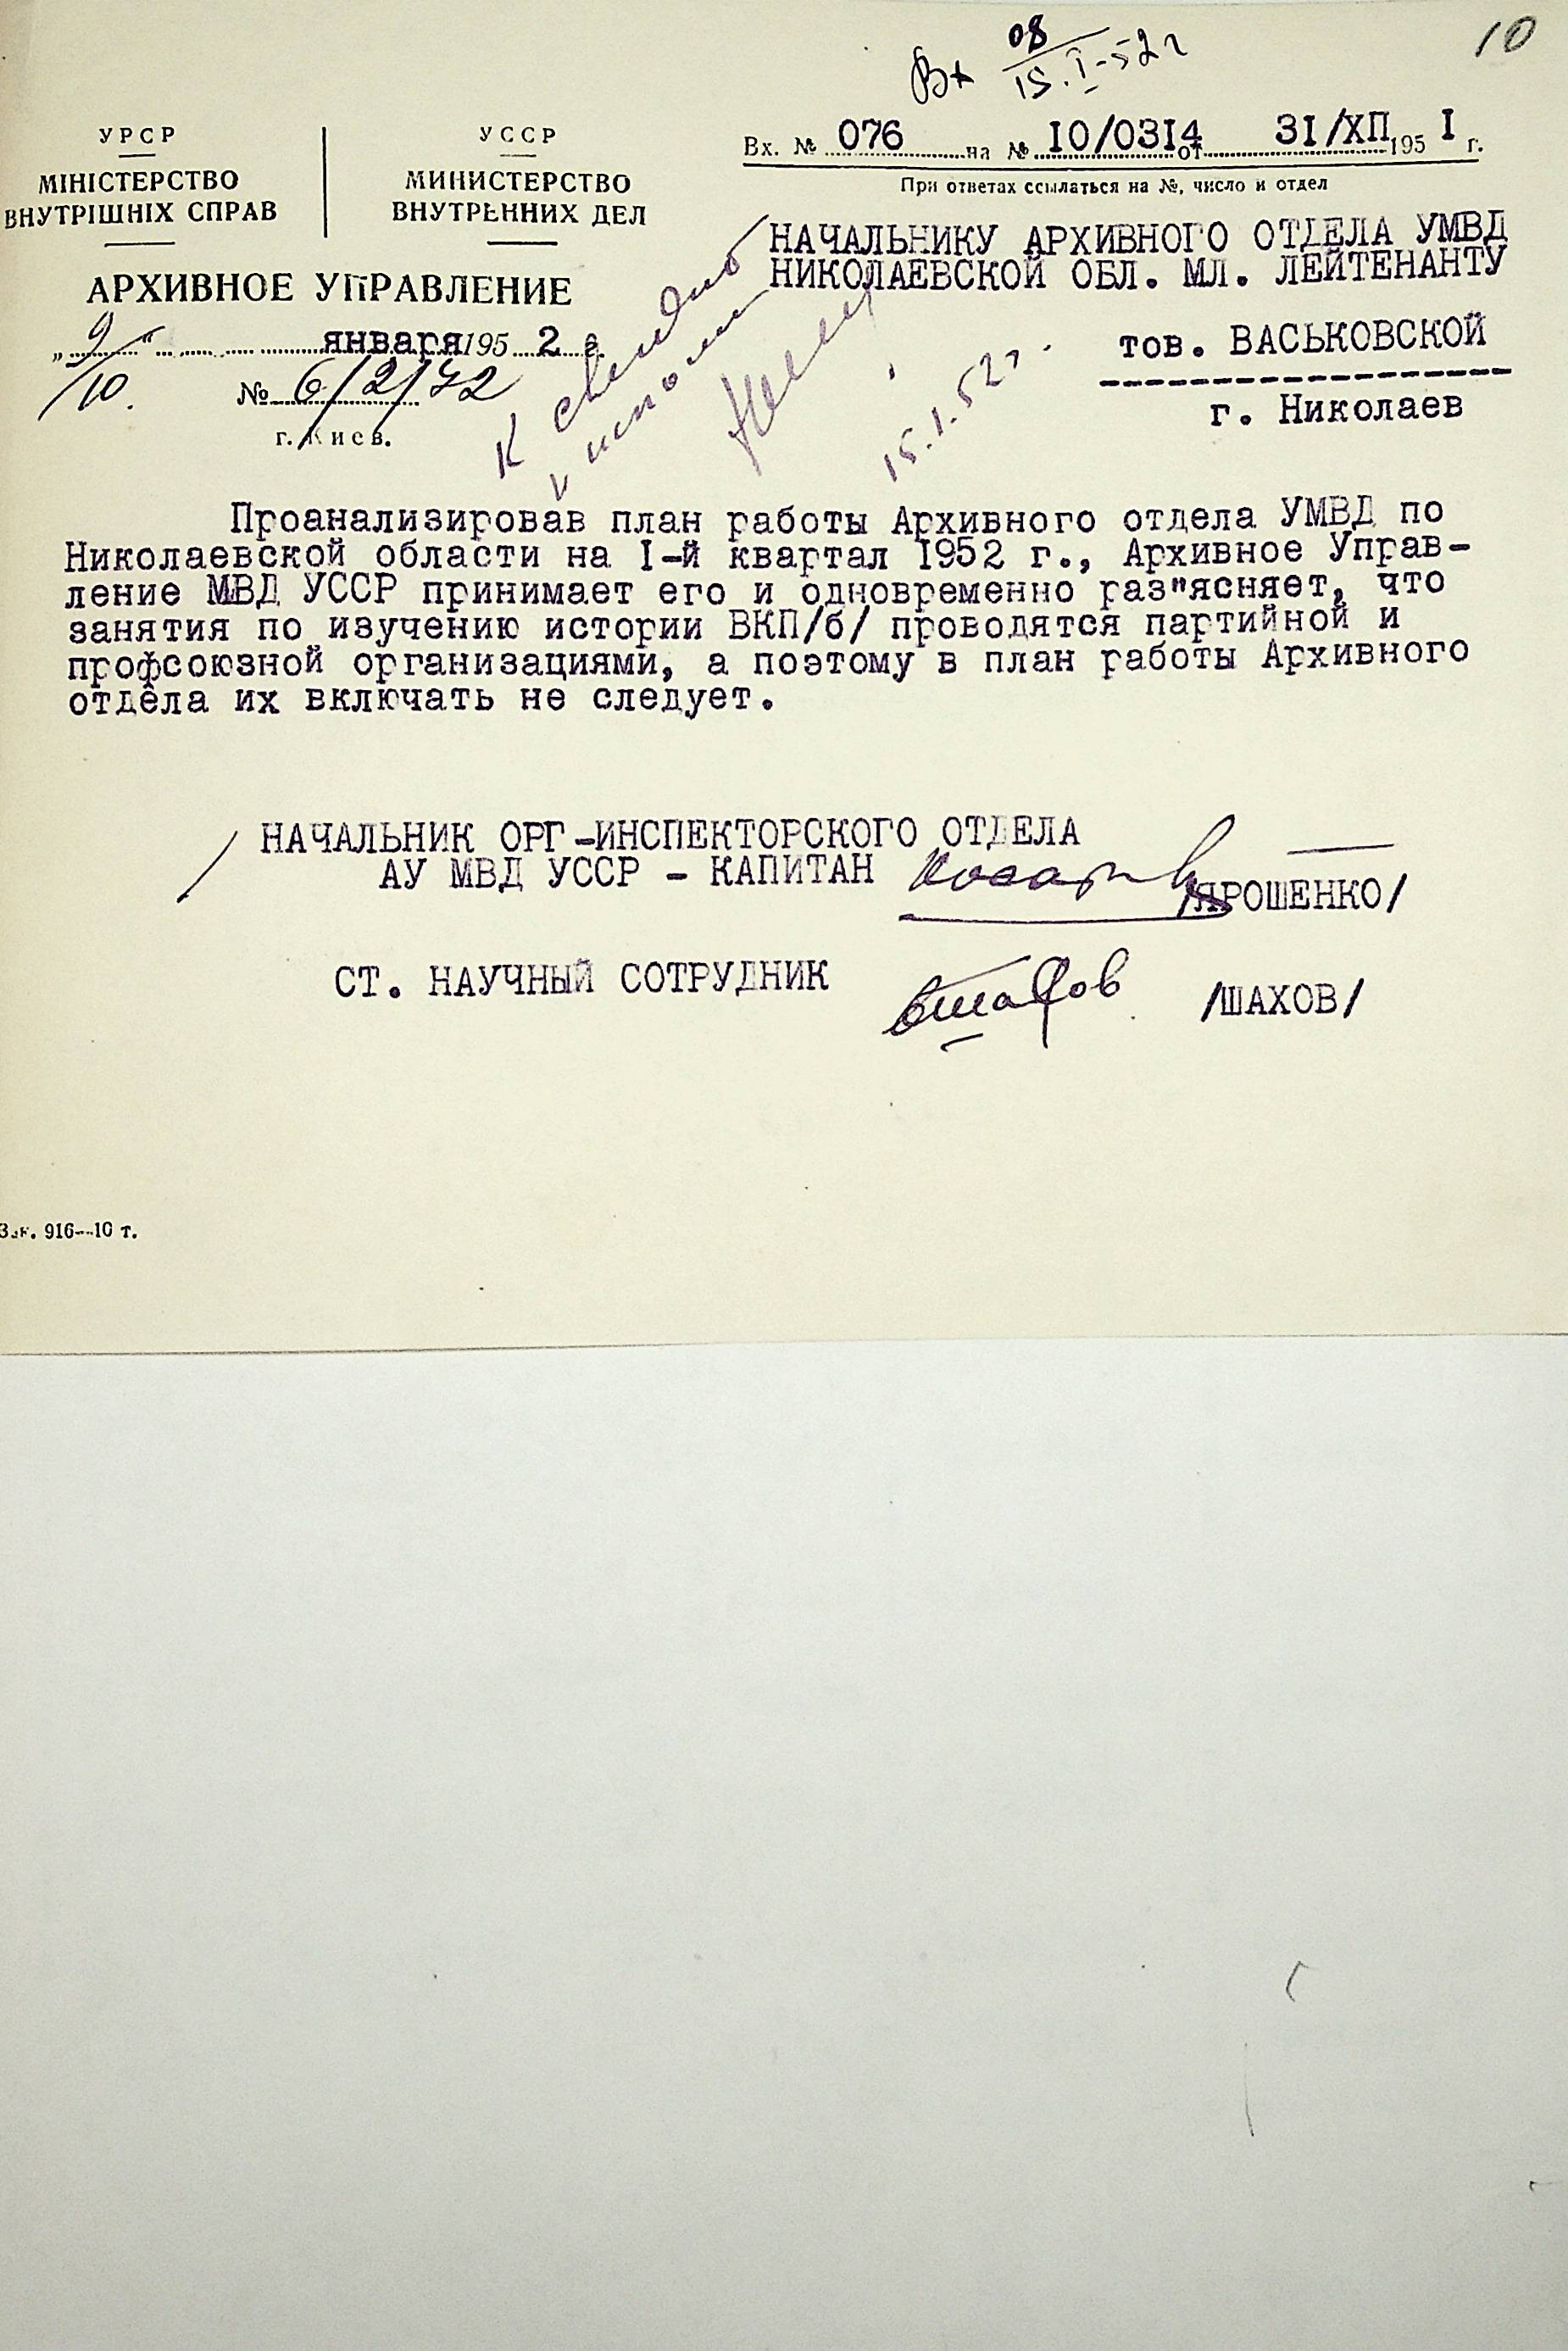 10
Вх 08
15.I-52г
УРСР
МІНІСТЕРСТВО
ВНУТРІШНІХ СПРАВ
УССР
МИНИСТЕРСТВО
ВНУТРЕННИХ ДЕЛ
АРХИВНОЕ УПРАВЛЕНИЕ
„9“ января 1952 г.
10.
№ 6/2/42
г. Киев.
Вх. № 076 на № 10/0314 от 31/XII 1951 г.
При ответах ссылаться на №, число и отдел
НАЧАЛЬНИКУ АРХИВНОГО ОТДЕЛА УМВД
НИКОЛАЕВСКОЙ ОБЛ. МЛ. ЛЕЙТЕНАНТУ
тов. ВАСЬКОВСКОЙ
г. Николаев
К сведению
и исполн
15.1.52г.
Проанализировав план работы Архивного отдела УМВД по
Николаевской области на I-й квартал 1952 г., Архивное Управ-
ление МВД УССР принимает его и одновременно раз"ясняет, что
занятия по изучению истории ВКП/б/ проводятся партийной и
профсоюзной организациями, а поэтому в план работы Архивного
отдела их включать не следует.
НАЧАЛЬНИК ОРГ-ИНСПЕКТОРСКОГО ОТДЕЛА
АУ МВД УССР - КАПИТАН
/ЯРОШЕНКО/
СТ. НАУЧНЫЙ СОТРУДНИК
/ШАХОВ/
Зак. 916—10 т.